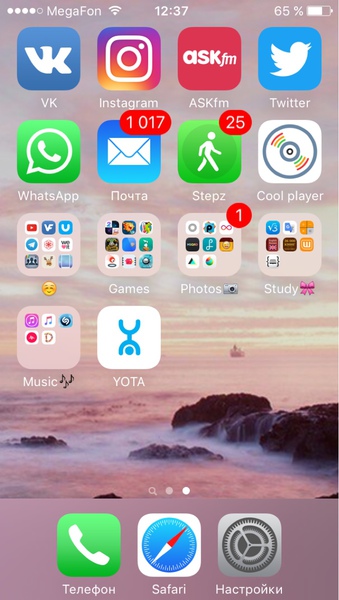 MegaFon 12:37 65 %
ASKfm
VK Instagram ASKfm Twitter
1 017 25
WhatsApp Почта Stepz Cool player
1
☺️ Games Photos📷 Study🎀
Music🎶 YOTA
Телефон Safari Настройки